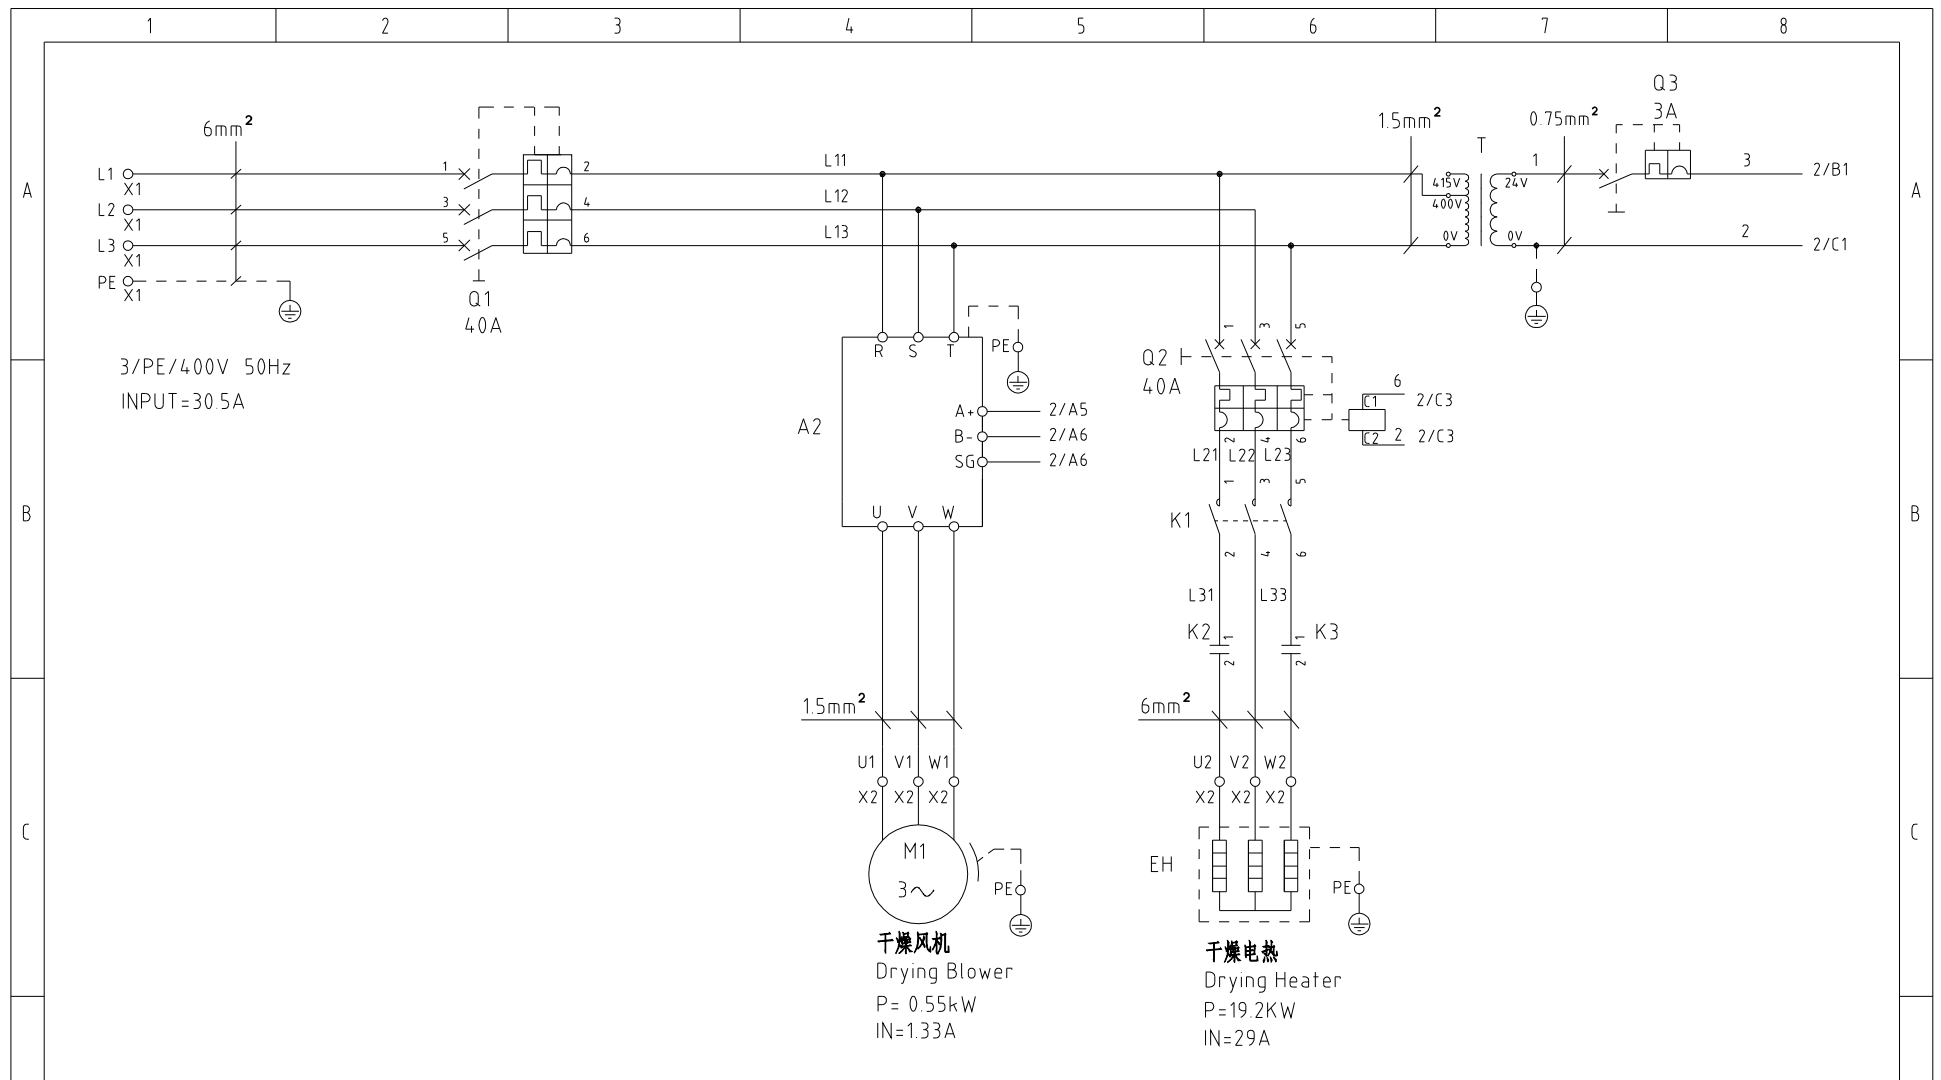 1 2 3 4 5 6 7 8
A
A
B
B
C
C
6mm²
L1 X1
L2 X1
L3 X1
PE X1
3/PE/400V 50Hz
INPUT=30.5A
1 2
3 4
5 6
Q1
40A
L11
L12
L13
1.5mm²
T
415V
400V
0V
24V
0V
1
0.75mm²
Q3
3A
3 2/B1
2 2/C1
R S T
PE
A2
A+ 2/A5
B- 2/A6
SG 2/A6
U V W
1.5mm²
U1 V1 W1
X2 X2 X2
M1
3~
PE
干燥风机
Drying Blower
P= 0.55kW
IN=1.33A
1 3 5
Q2
40A
2 4 6
C1 6 2/C3
C2 2 2/C3
L21 L22 L23
1 3 5
K1
2 4 6
L31 L33
K2 1 2
K3 1 2
6mm²
U2 V2 W2
X2 X2 X2
EH
PE
干燥电热
Drying Heater
P=19.2KW
IN=29A